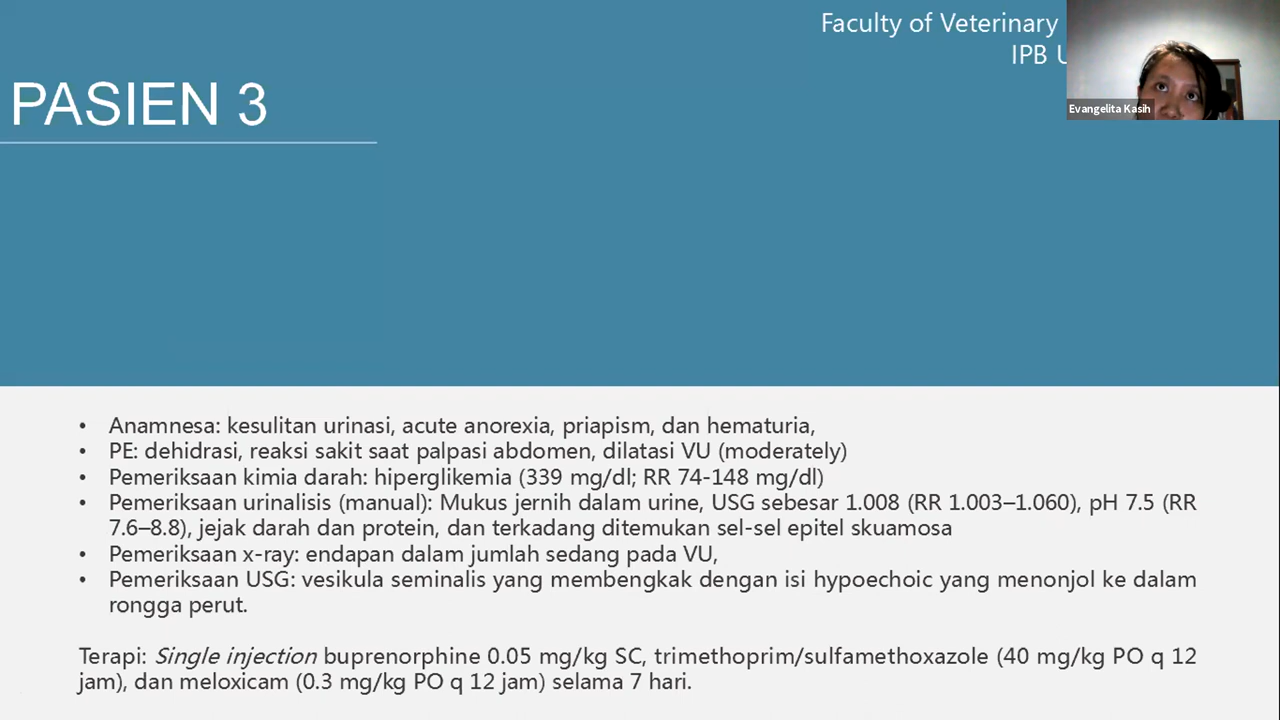 Faculty of Veterinary
IPB U
PASIEN 3
Evangelita Kasih
• Anamnesa: kesulitan urinasi, acute anorexia, priapism, dan hematuria,
• PE: dehidrasi, reaksi sakit saat palpasi abdomen, dilatasi VU (moderately)
• Pemeriksaan kimia darah: hiperglikemia (339 mg/dl; RR 74-148 mg/dl)
• Pemeriksaan urinalisis (manual): Mukus jernih dalam urine, USG sebesar 1.008 (RR 1.003–1.060), pH 7.5 (RR
7.6–8.8), jejak darah dan protein, dan terkadang ditemukan sel-sel epitel skuamosa
• Pemeriksaan x-ray: endapan dalam jumlah sedang pada VU,
• Pemeriksaan USG: vesikula seminalis yang membengkak dengan isi hypoechoic yang menonjol ke dalam
rongga perut.
Terapi: Single injection buprenorphine 0.05 mg/kg SC, trimethoprim/sulfamethoxazole (40 mg/kg PO q 12
jam), dan meloxicam (0.3 mg/kg PO q 12 jam) selama 7 hari.